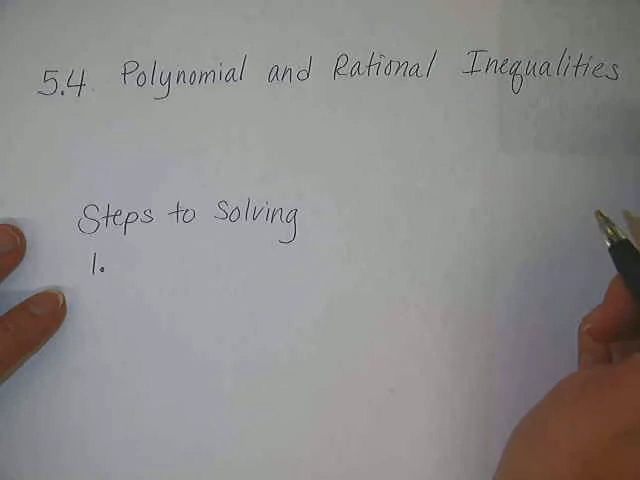 5.4 Polynomial and Rational Inequalities
Steps to Solving
1.